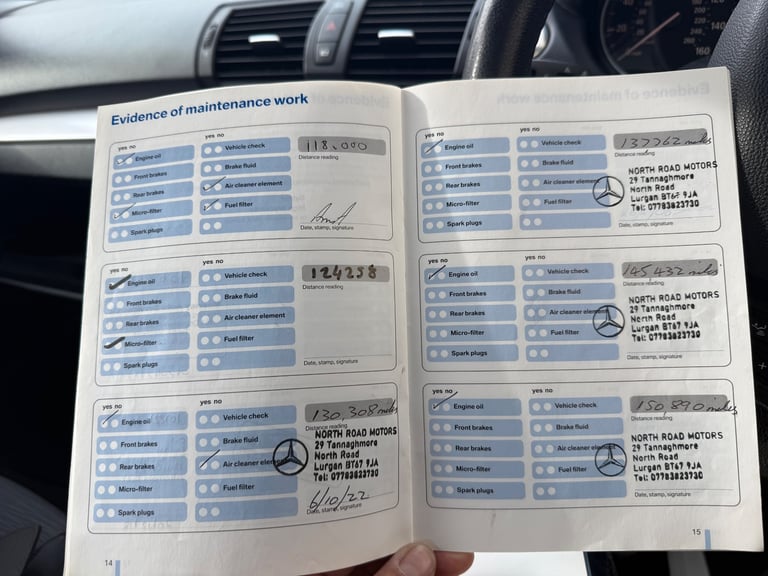 Evidence of maintenance work
yes no
yes no
Engine oil
Vehicle check
118.000
Distance reading
Front brakes
Brake fluid
Rear brakes
Air cleaner element
Micro-filter
Fuel filter
Spark plugs
Date, stamp, signature
yes no
yes no
Engine oil
Vehicle check
124258
Distance reading
Front brakes
Brake fluid
Rear brakes
Air cleaner element
Micro-filter
Fuel filter
Spark plugs
Date, stamp, signature
yes no
yes no
Engine oil
Vehicle check
130,308 miles
Distance reading
Front brakes
Brake fluid
NORTH ROAD MOTORS
29 Tannaghmore
North Road
Lurgan BT67 9JA
Tel: 07783823730
Rear brakes
Air cleaner
Micro-filter
Fuel filter
6/10/22
Spark plugs
Date, stamp, signature
14
yes no
yes no
Engine oil
Vehicle check
137762 miles
Distance reading
Front brakes
Brake fluid
NORTH ROAD MOTORS
29 Tannaghmore
North Road
Lurgan BT67 9JA
Tel: 07783823730
Rear brakes
Air cleaner element
Micro-filter
Fuel filter
Spark plugs
Date, stamp, signature
yes no
yes no
Engine oil
Vehicle check
145432 miles
Distance reading
Front brakes
Brake fluid
NORTH ROAD MOTORS
29 Tannaghmore
North Road
Lurgan BT67 9JA
Tel: 07783823730
Rear brakes
Air cleaner
Micro-filter
Fuel filter
Spark plugs
Date, stamp, signature
yes no
yes no
Engine oil
Vehicle check
150,890 miles
Distance reading
Front brakes
Brake fluid
NORTH ROAD MOTORS
29 Tannaghmore
North Road
Lurgan BT67 9JA
Tel: 07783823730
Rear brakes
Air cleaner
Micro-filter
Fuel filter
Spark plugs
Date, stamp, signature
15